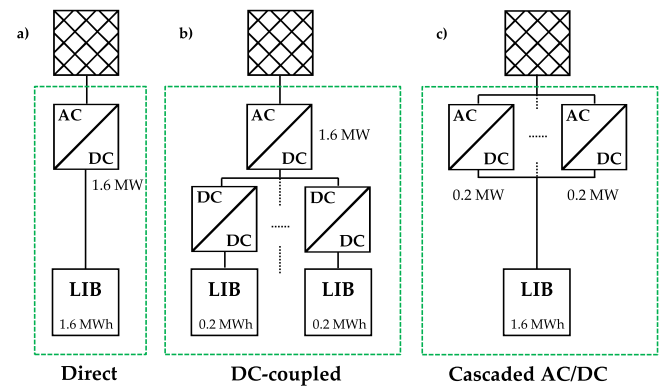 a)
AC
DC
1.6 MW
LIB
1.6 MWh
Direct
b)
AC
DC
1.6 MW
DC
DC
DC
DC
LIB
0.2 MWh
LIB
0.2 MWh
DC-coupled
c)
AC
DC
AC
DC
0.2 MW
0.2 MW
LIB
1.6 MWh
Cascaded AC/DC